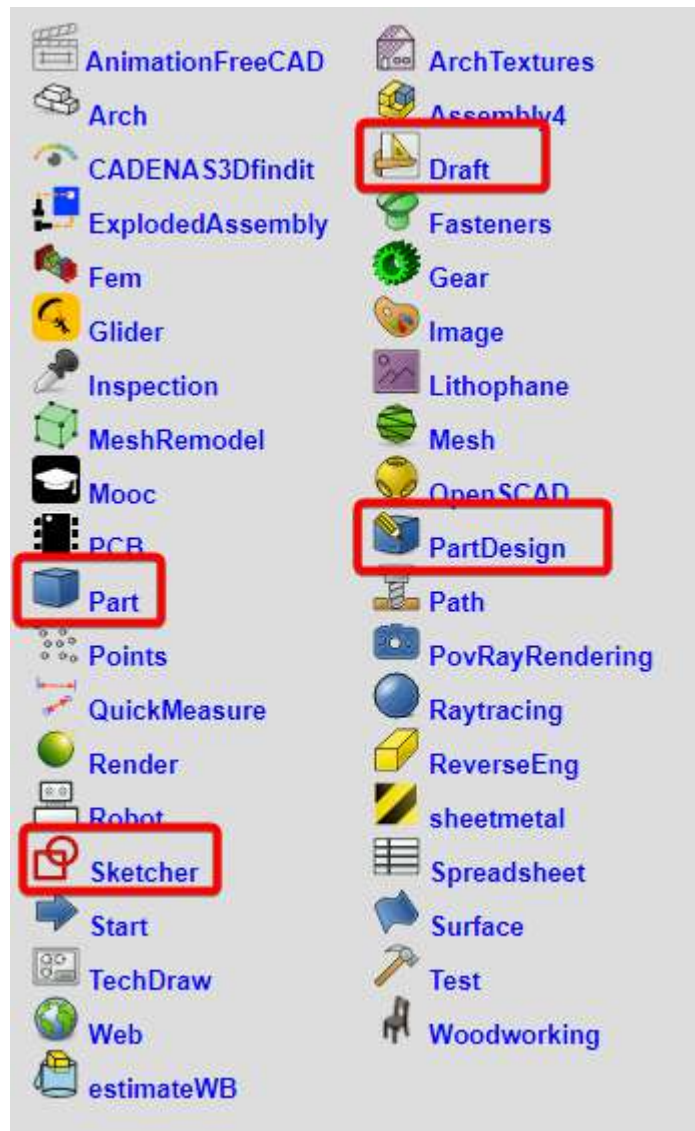 AnimationFreeCAD ArchTextures
Arch Assembly4
CADENAS3Dfindit Draft
ExplodedAssembly Fasteners
Fem Gear
Glider Image
Inspection Lithophane
MeshRemodel Mesh
Mooc OpenSCAD
PCB PartDesign
Part Path
Points PovRayRendering
QuickMeasure Raytracing
Render ReverseEng
Robot sheetmetal
Sketcher Spreadsheet
Start Surface
TechDraw Test
Web Woodworking
estimateWB